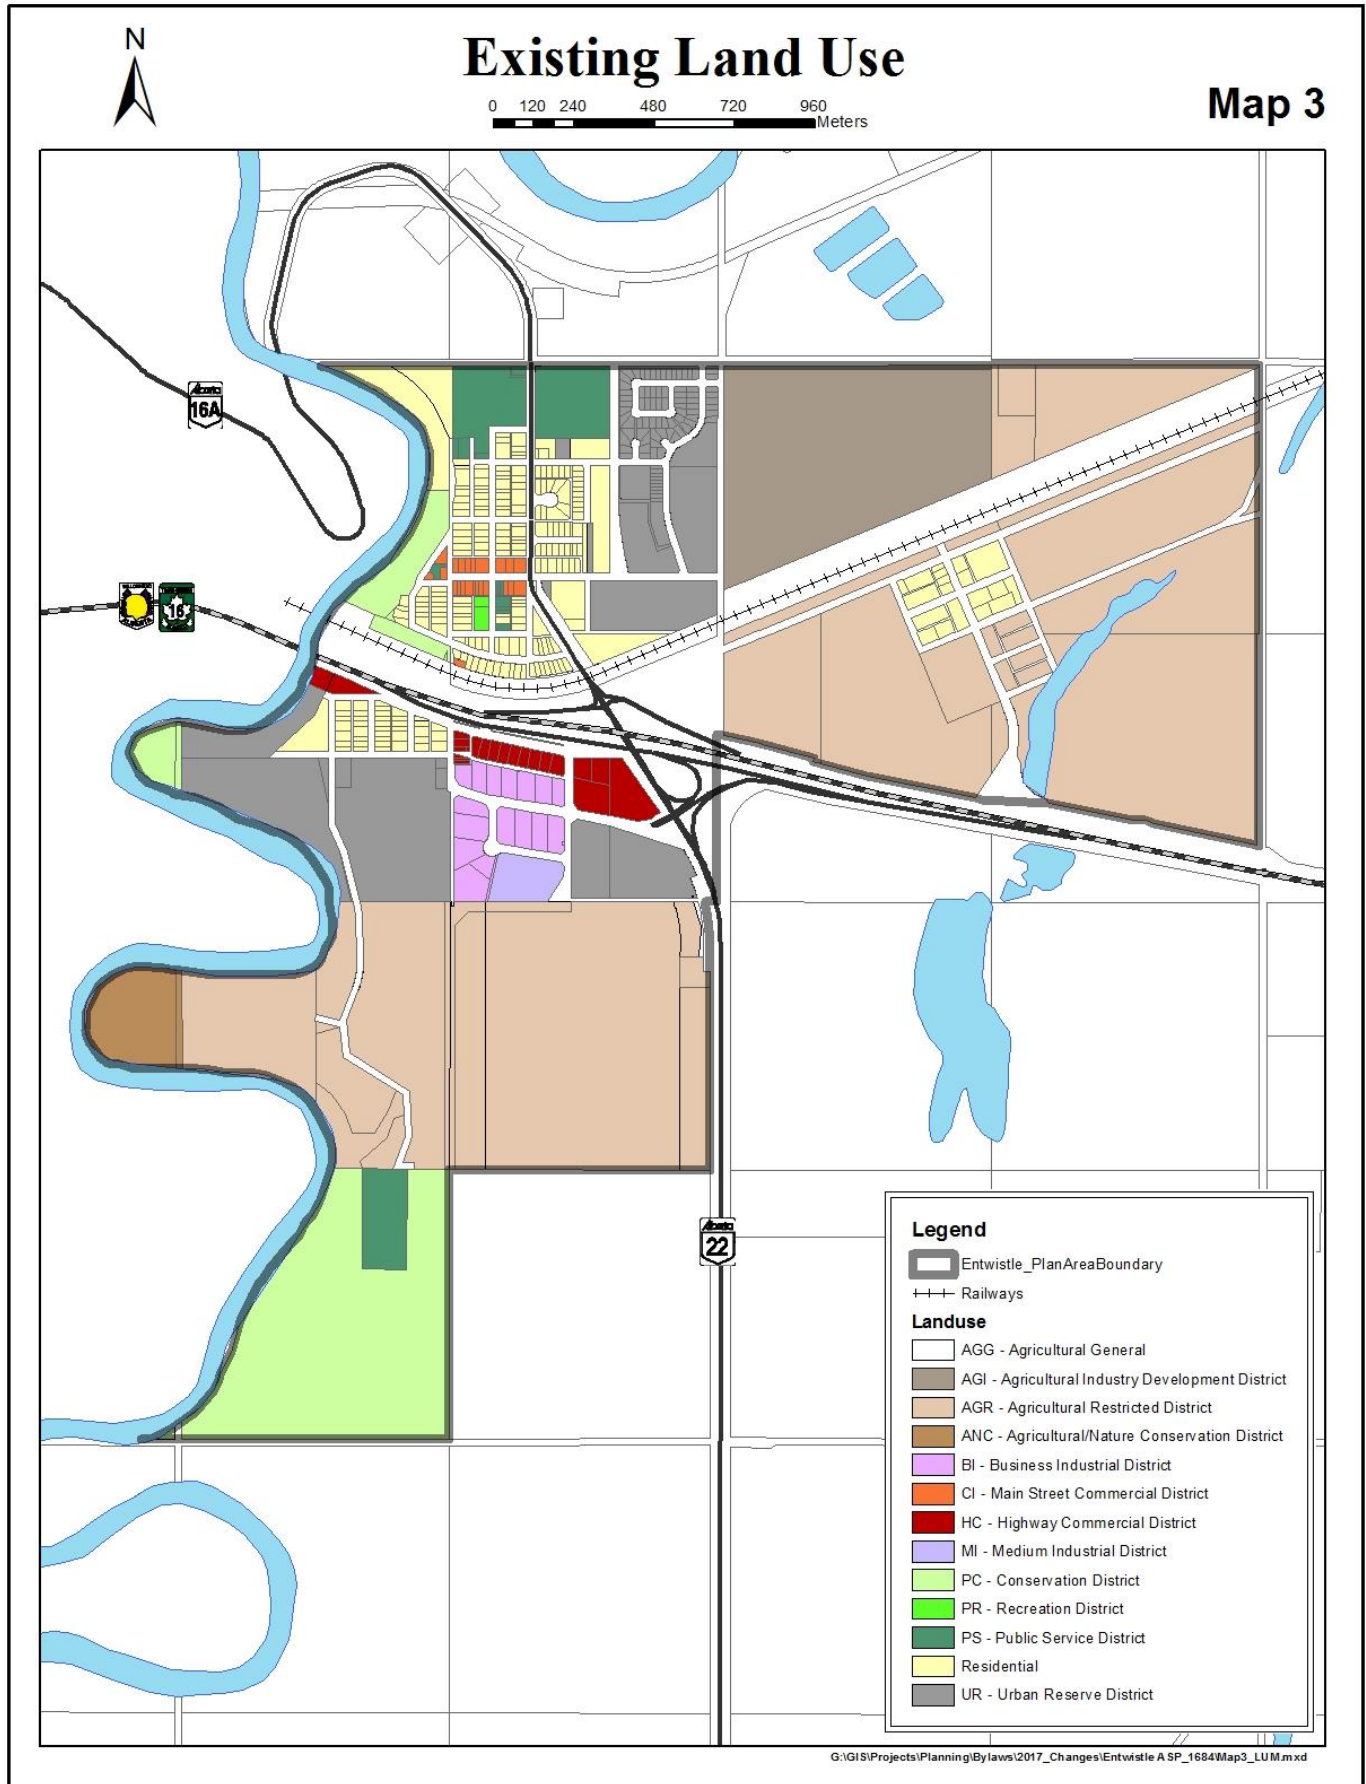 N
Existing Land Use
Map 3
0 120 240 480 720 960
Meters
Alberta
16A
16
Alberta
22
Legend
Entwistle_PlanAreaBoundary
Railways
Landuse
AGG - Agricultural General
AGI - Agricultural Industry Development District
AGR - Agricultural Restricted District
ANC - Agricultural/Nature Conservation District
BI - Business Industrial District
CI - Main Street Commercial District
HC - Highway Commercial District
MI - Medium Industrial District
PC - Conservation District
PR - Recreation District
PS - Public Service District
Residential
UR - Urban Reserve District
G:\GIS\Projects\Planning\Bylaws\2017_Changes\Entwistle ASP_1684\Map3_LUM.mxd